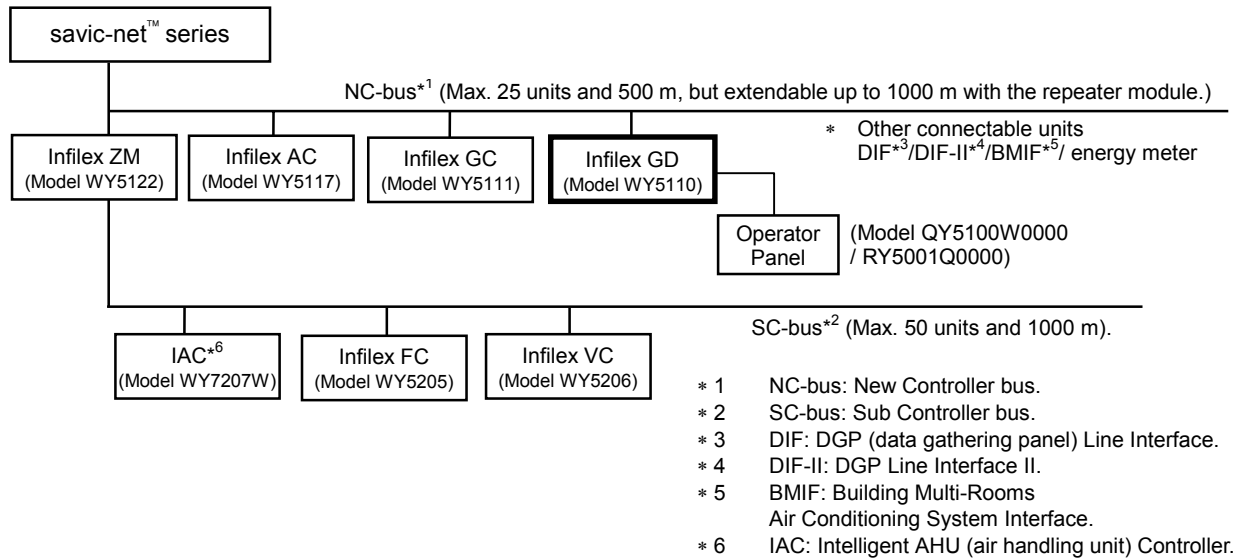 savic-net™ series
NC-bus*1 (Max. 25 units and 500 m, but extendable up to 1000 m with the repeater module.)
Infilex ZM
(Model WY5122)
Infilex AC
(Model WY5117)
Infilex GC
(Model WY5111)
Infilex GD
(Model WY5110)
* Other connectable units
DIF*3/DIF-II*4/BMIF*5/ energy meter
Operator
Panel
(Model QY5100W0000
/ RY5001Q0000)
SC-bus*2 (Max. 50 units and 1000 m).
IAC*6
(Model WY7207W)
Infilex FC
(Model WY5205)
Infilex VC
(Model WY5206)
* 1 NC-bus: New Controller bus.
* 2 SC-bus: Sub Controller bus.
* 3 DIF: DGP (data gathering panel) Line Interface.
* 4 DIF-II: DGP Line Interface II.
* 5 BMIF: Building Multi-Rooms
Air Conditioning System Interface.
* 6 IAC: Intelligent AHU (air handling unit) Controller.